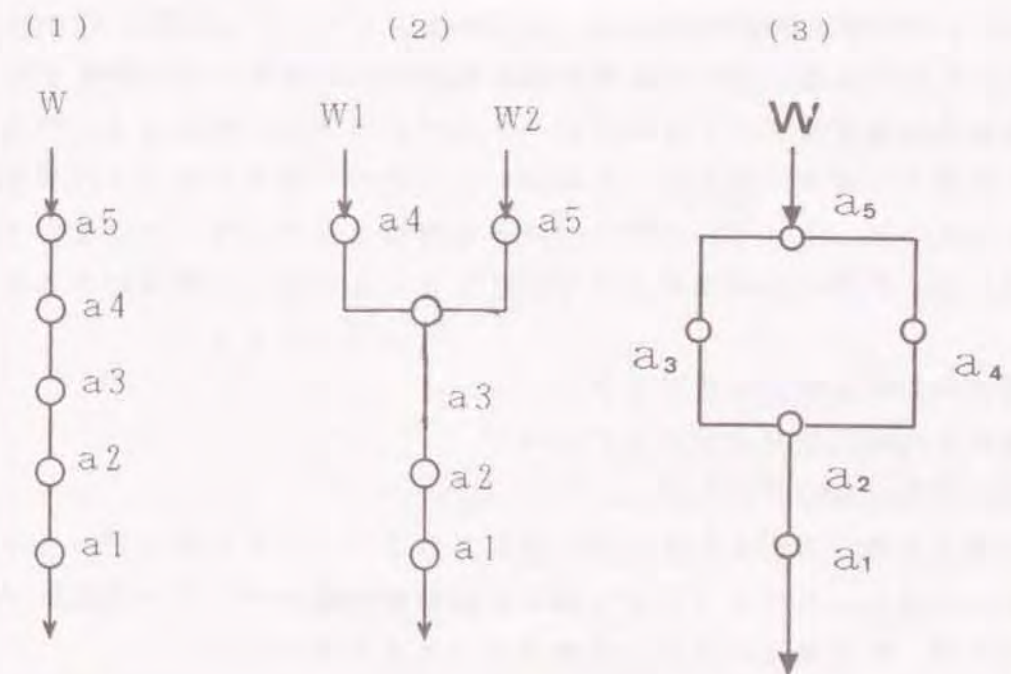 (1) (2) (3)
W W1 W2 W
a5 a4 a5 a₅
a4
a3 a₃ a₄
a3
a2 a2 a₂
a1 a1 a₁